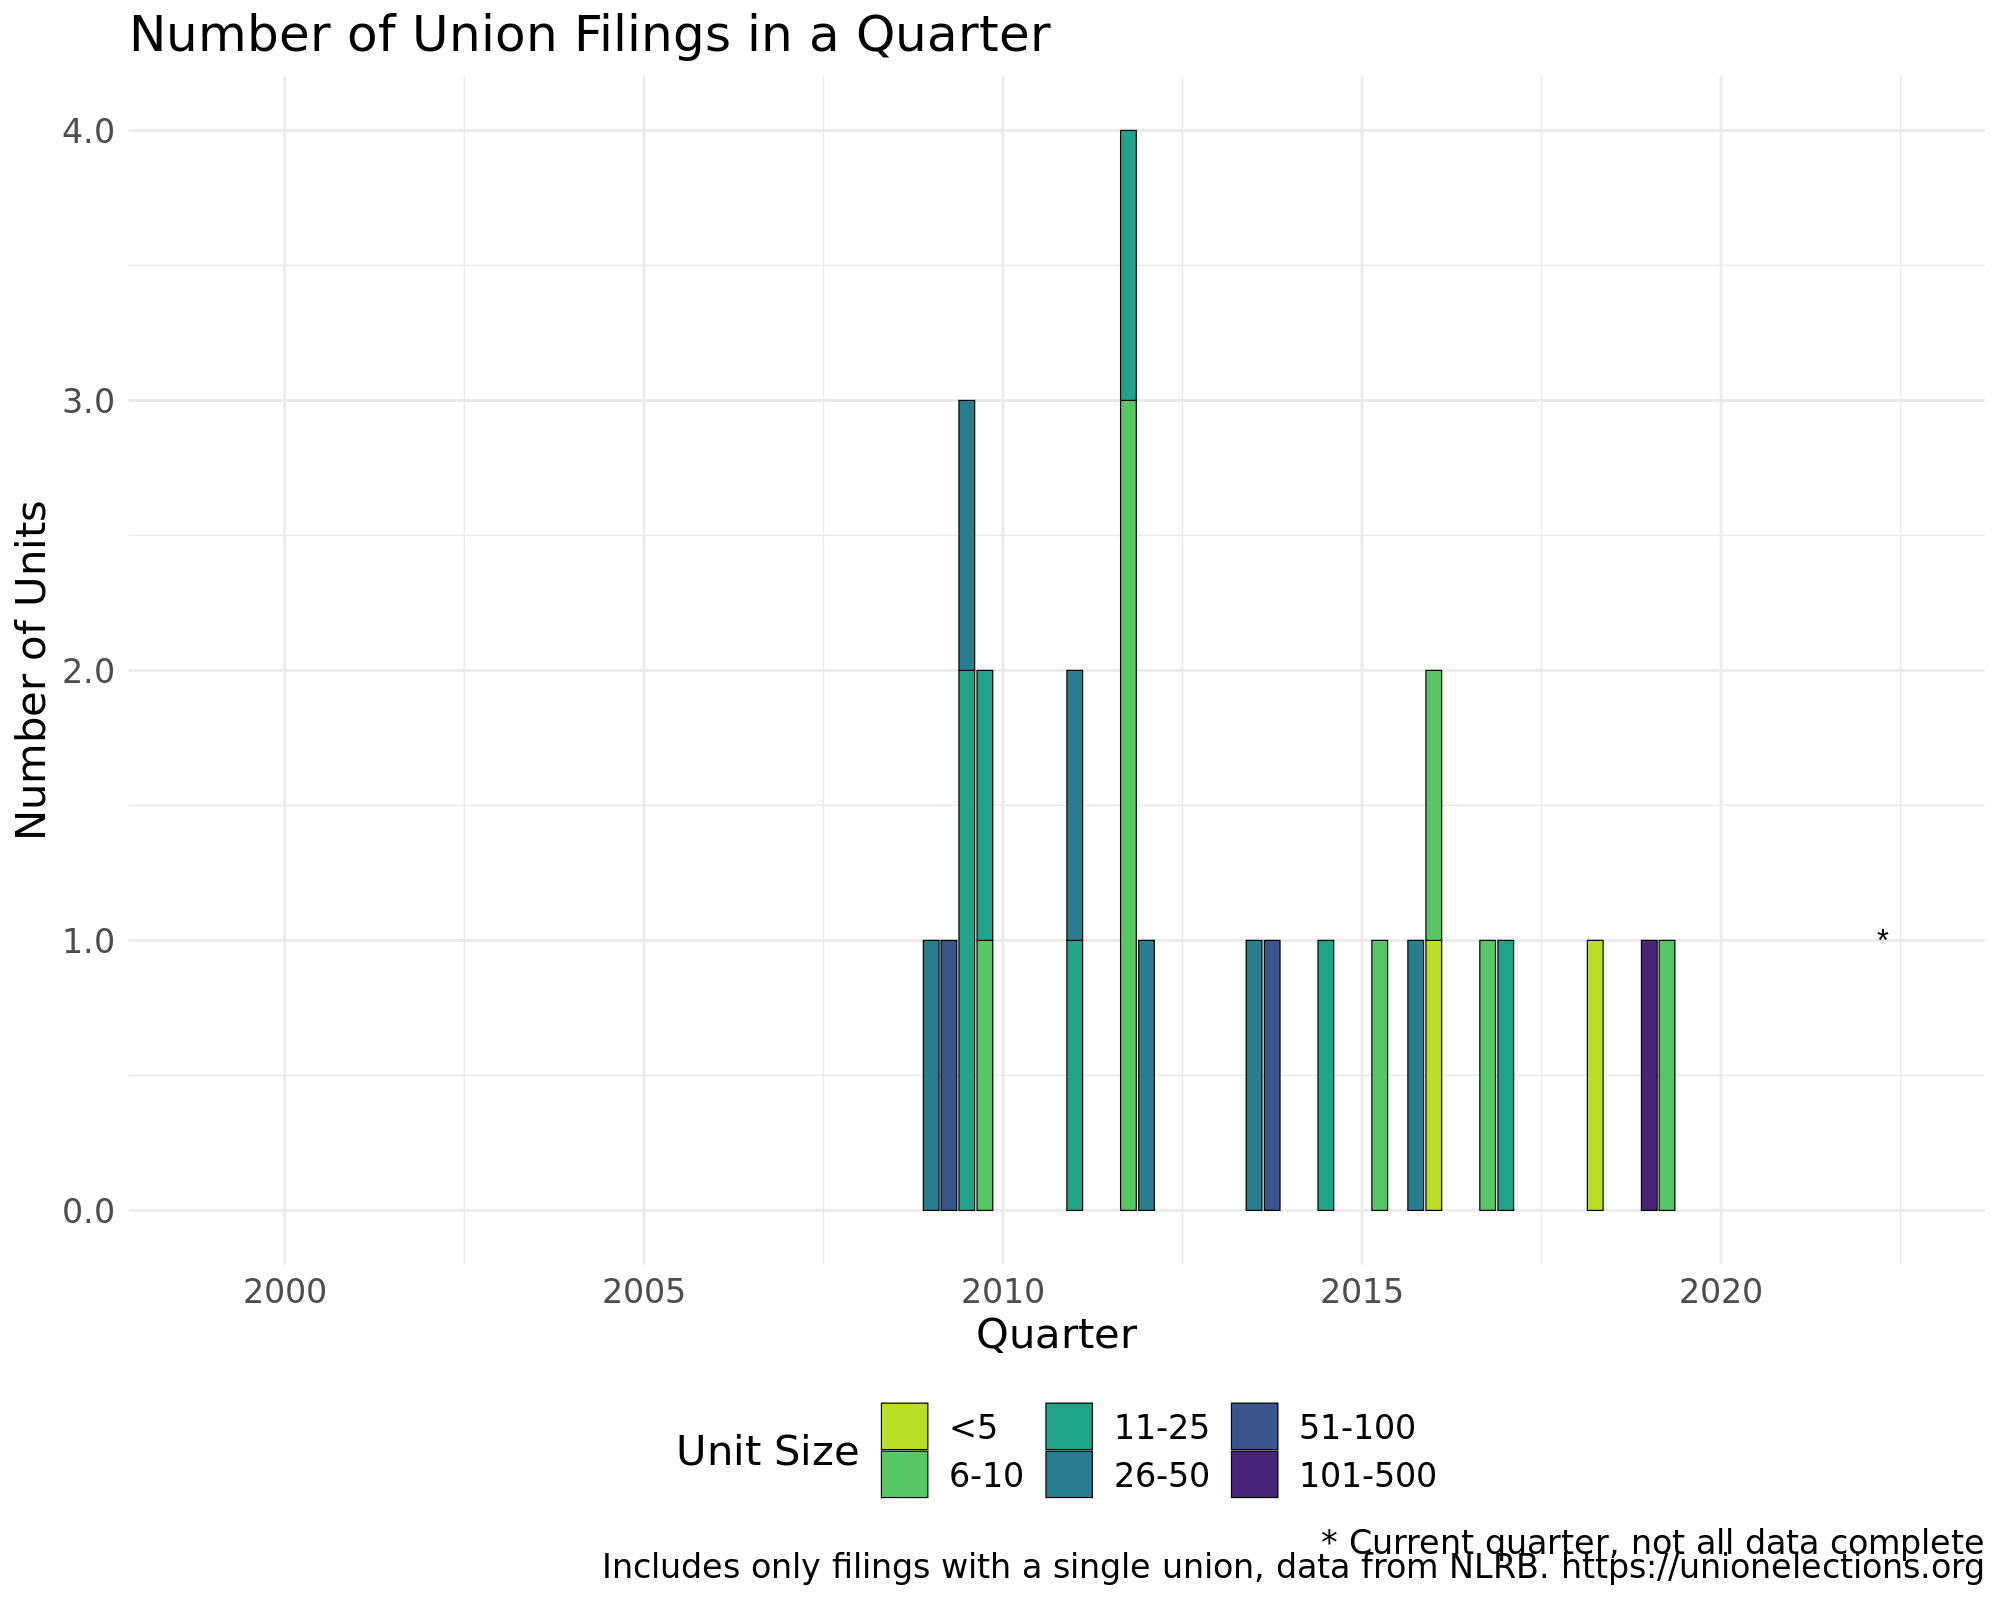 Number of Union Filings in a Quarter
Number of Units
4.0
3.0
2.0
1.0
0.0
*
2000 2005 2010 2015 2020
Quarter
Unit Size
<5 11-25 51-100
6-10 26-50 101-500
* Current quarter, not all data complete
Includes only filings with a single union, data from NLRB. https://unionelections.org